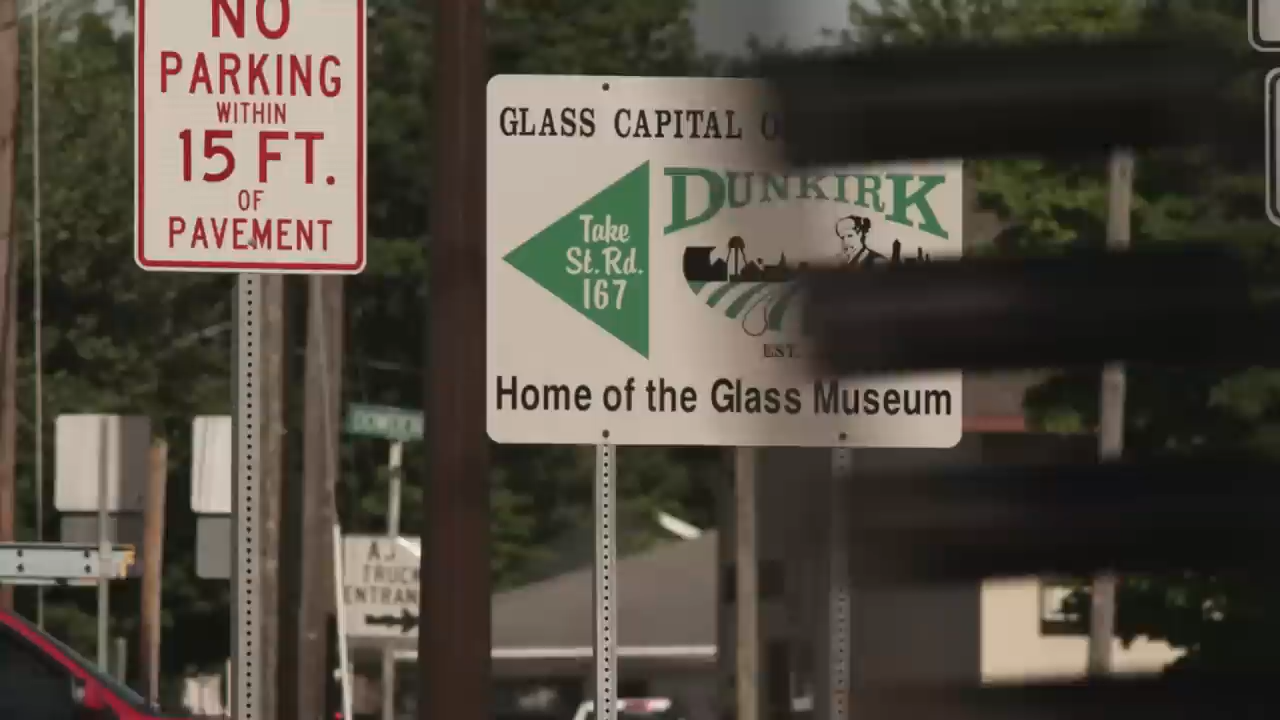 NO
PARKING
WITHIN
15 FT.
OF
PAVEMENT
GLASS CAPITAL O
DUNKIRK
Take
St. Rd.
167
EST.
Home of the Glass Museum
AJ
TRUCK
ENTRAN